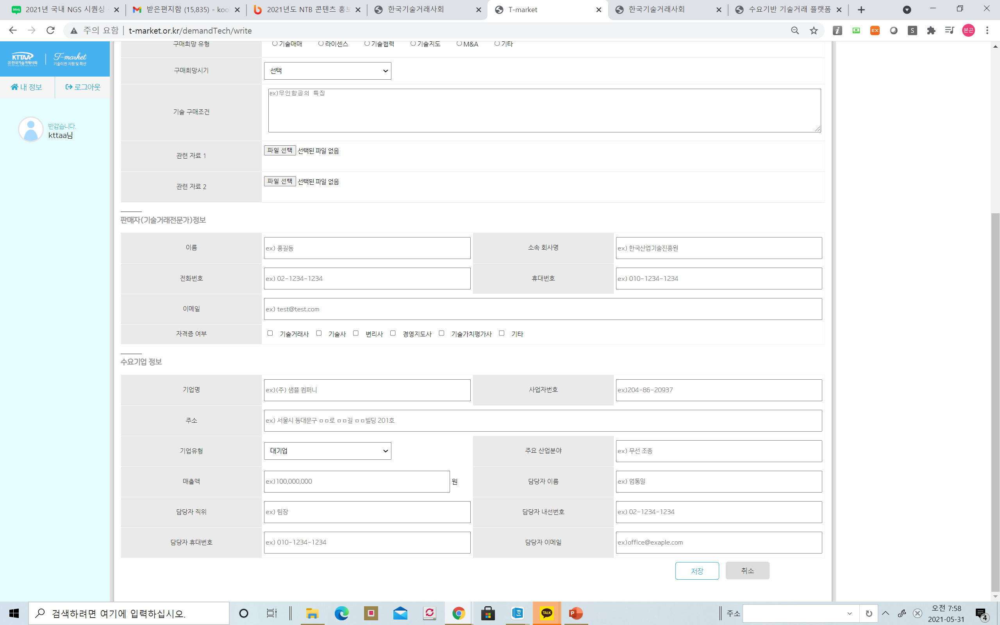 blog 2021년 국내 NGS 시퀀싱
받은편지함 (15,835) - koo
2021년도 NTB 콘텐츠 홍보
한국기술거래사회
T-market
한국기술거래사회
수요기반 기술거래 플랫폼
주의 요함 t-market.or.kr/demandTech/write
EX
S
본곤
KTTAA 한국기술거래사회 T-market 기술이전 지원 및 확산
내 정보 로그아웃
반갑습니다.
kttaa님
구매희망 유형 기술매매 라이센스 기술협력 기술지도 M&A 기타
구매희망시기 선택
기술 구매조건 ex)무인항공의 특징
관련 자료 1 파일 선택 선택된 파일 없음
관련 자료 2 파일 선택 선택된 파일 없음
판매자(기술거래전문가)정보
이름 ex) 홍길동 소속 회사명 ex) 한국산업기술진흥원
전화번호 ex) 02-1234-1234 휴대번호 ex) 010-1234-1234
이메일 ex) test@test.com
자격증 여부 기술거래사 기술사 변리사 경영지도사 기술가치평가사 기타
수요기업 정보
기업명 ex)(주) 샘플 컴퍼니 사업자번호 ex)204-86-20937
주소 ex) 서울시 동대문구 ㅁㅁ로 ㅁㅁ길 ㅁㅁ빌딩 201호
기업유형 대기업 주요 산업분야 ex) 무선 조종
매출액 ex)100,000,000 원 담당자 이름 ex) 엄통일
담당자 직위 ex) 팀장 담당자 내선번호 ex) 02-1234-1234
담당자 휴대번호 ex) 010-1234-1234 담당자 이메일 ex)office@exaple.com
저장 취소
검색하려면 여기에 입력하십시오.
TALK
P
주소
오전 7:58
2021-05-31
4